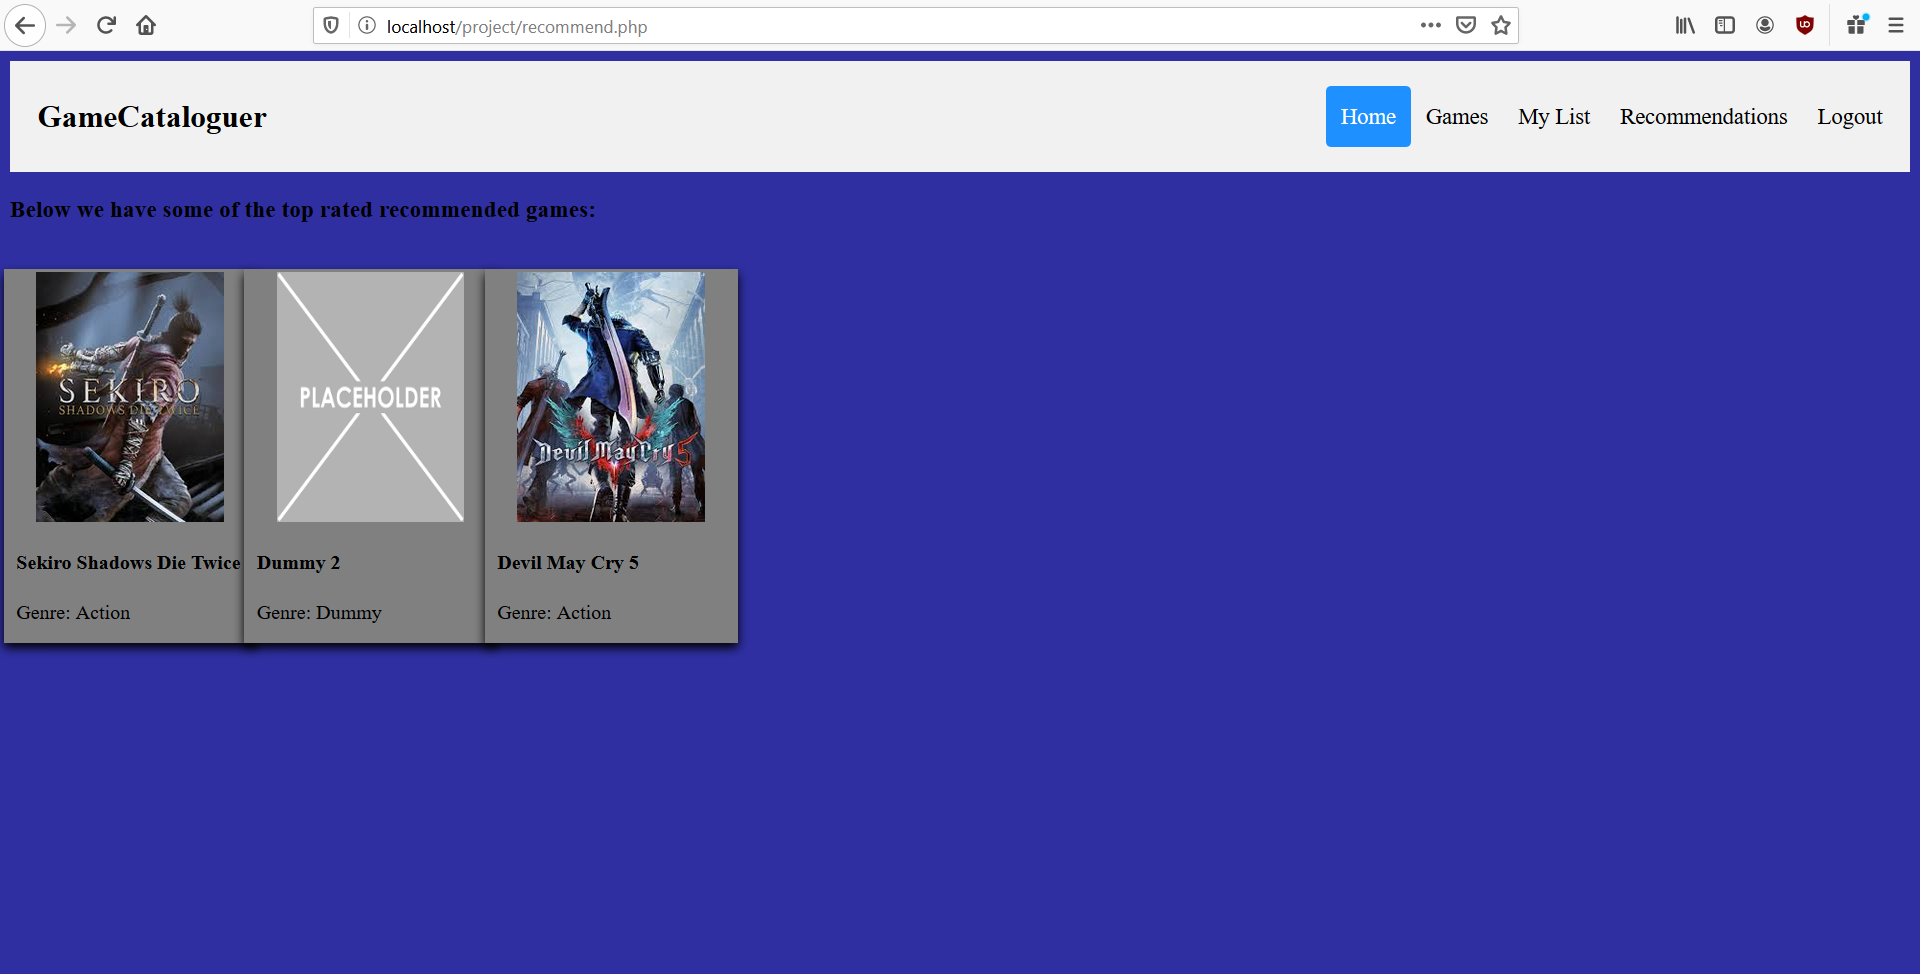 localhost/project/recommend.php
GameCataloguer
Home Games My List Recommendations Logout
Below we have some of the top rated recommended games:
SEKIRO
SHADOWS DIE TWICE
PLACEHOLDER
Devil May Cry 5
Sekiro Shadows Die Twice
Genre: Action
Dummy 2
Genre: Dummy
Devil May Cry 5
Genre: Action